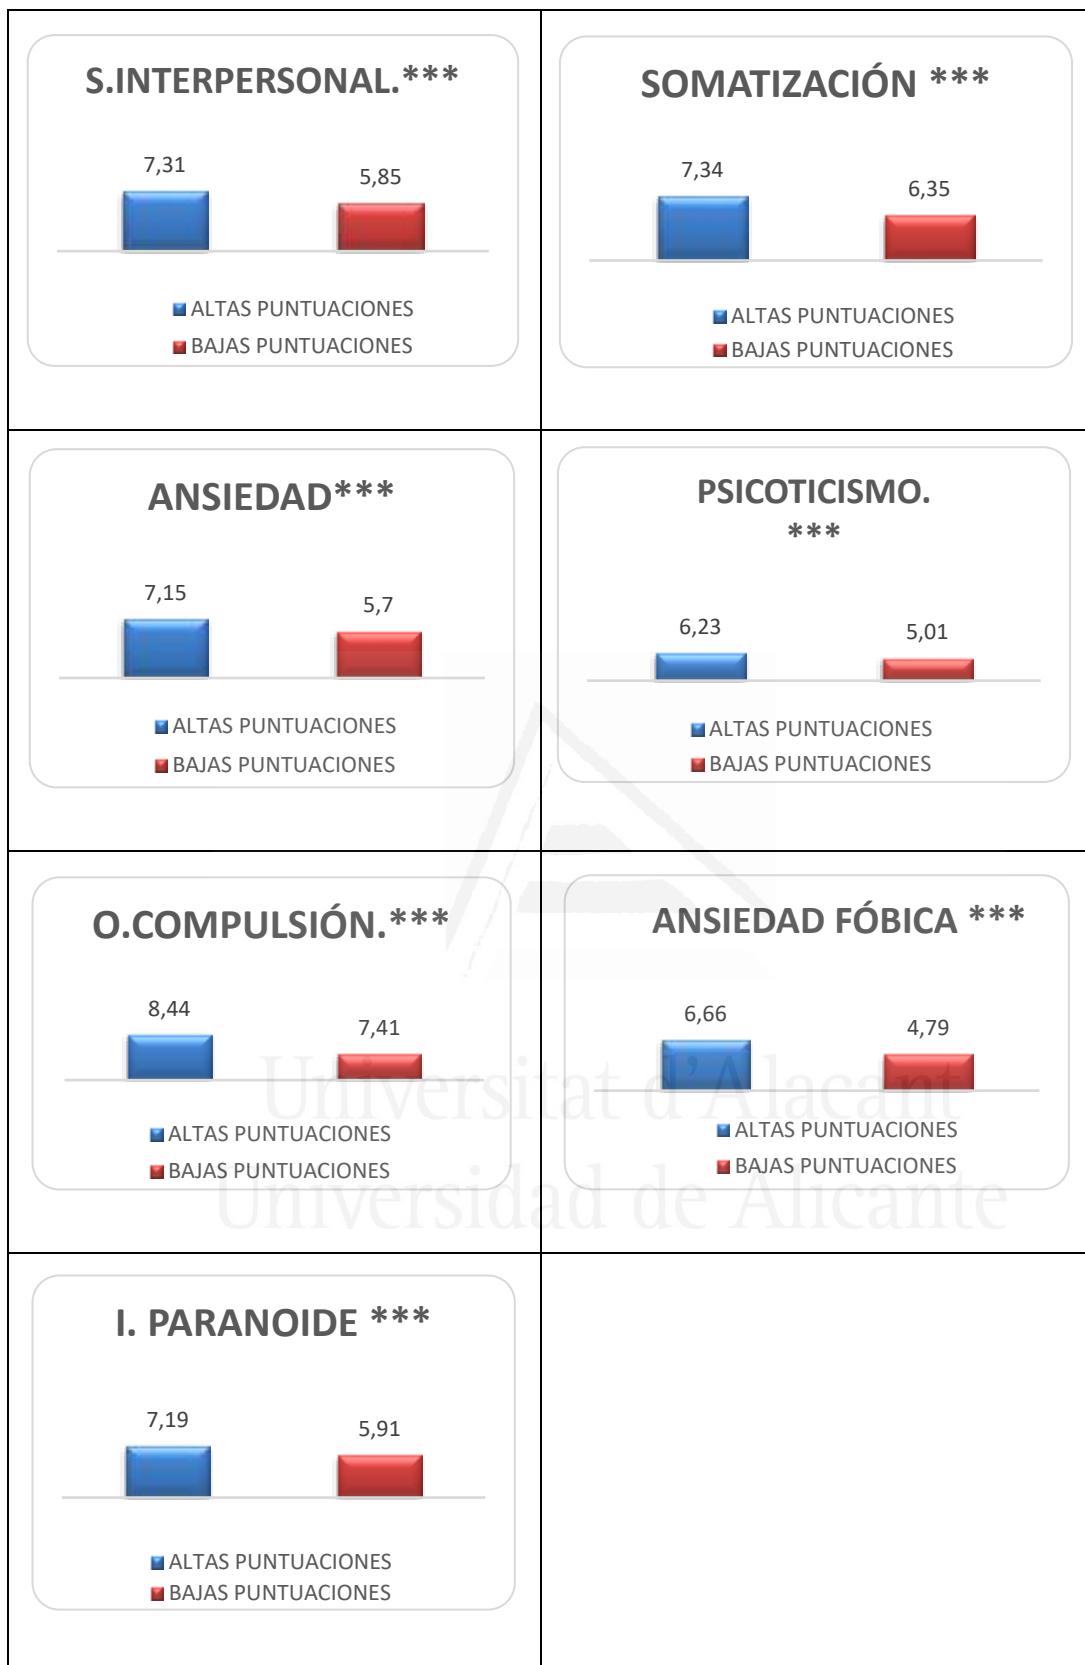 S.INTERPERSONAL.***
7,31
5,85
ALTAS PUNTUACIONES
BAJAS PUNTUACIONES
SOMATIZACIÓN ***
7,34
6,35
ALTAS PUNTUACIONES
BAJAS PUNTUACIONES
ANSIEDAD***
7,15
5,7
ALTAS PUNTUACIONES
BAJAS PUNTUACIONES
PSICOTICISMO.
***
6,23
5,01
ALTAS PUNTUACIONES
BAJAS PUNTUACIONES
O.COMPULSIÓN.***
8,44
7,41
ALTAS PUNTUACIONES
BAJAS PUNTUACIONES
ANSIEDAD FÓBICA ***
6,66
4,79
ALTAS PUNTUACIONES
BAJAS PUNTUACIONES
Universitat d'Alacant
Universidad de Alicante
I. PARANOIDE ***
7,19
5,91
ALTAS PUNTUACIONES
BAJAS PUNTUACIONES